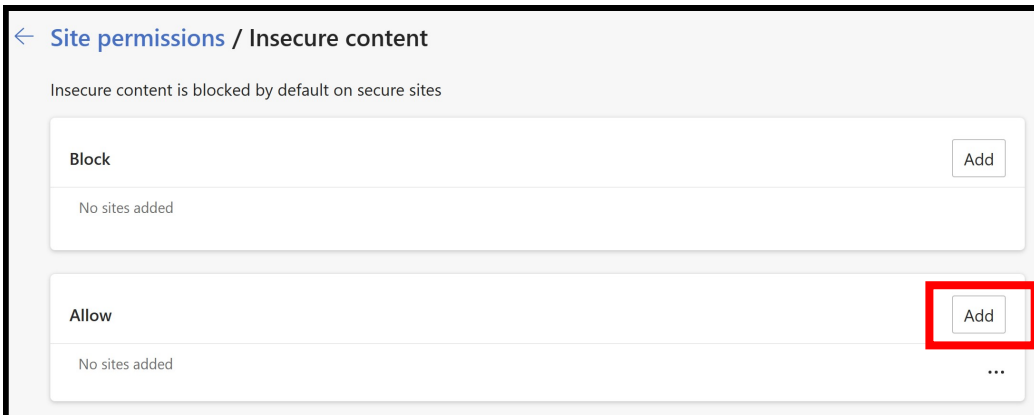 Site permissions / Insecure content
Insecure content is blocked by default on secure sites
Block
Add
No sites added
Allow
Add
No sites added